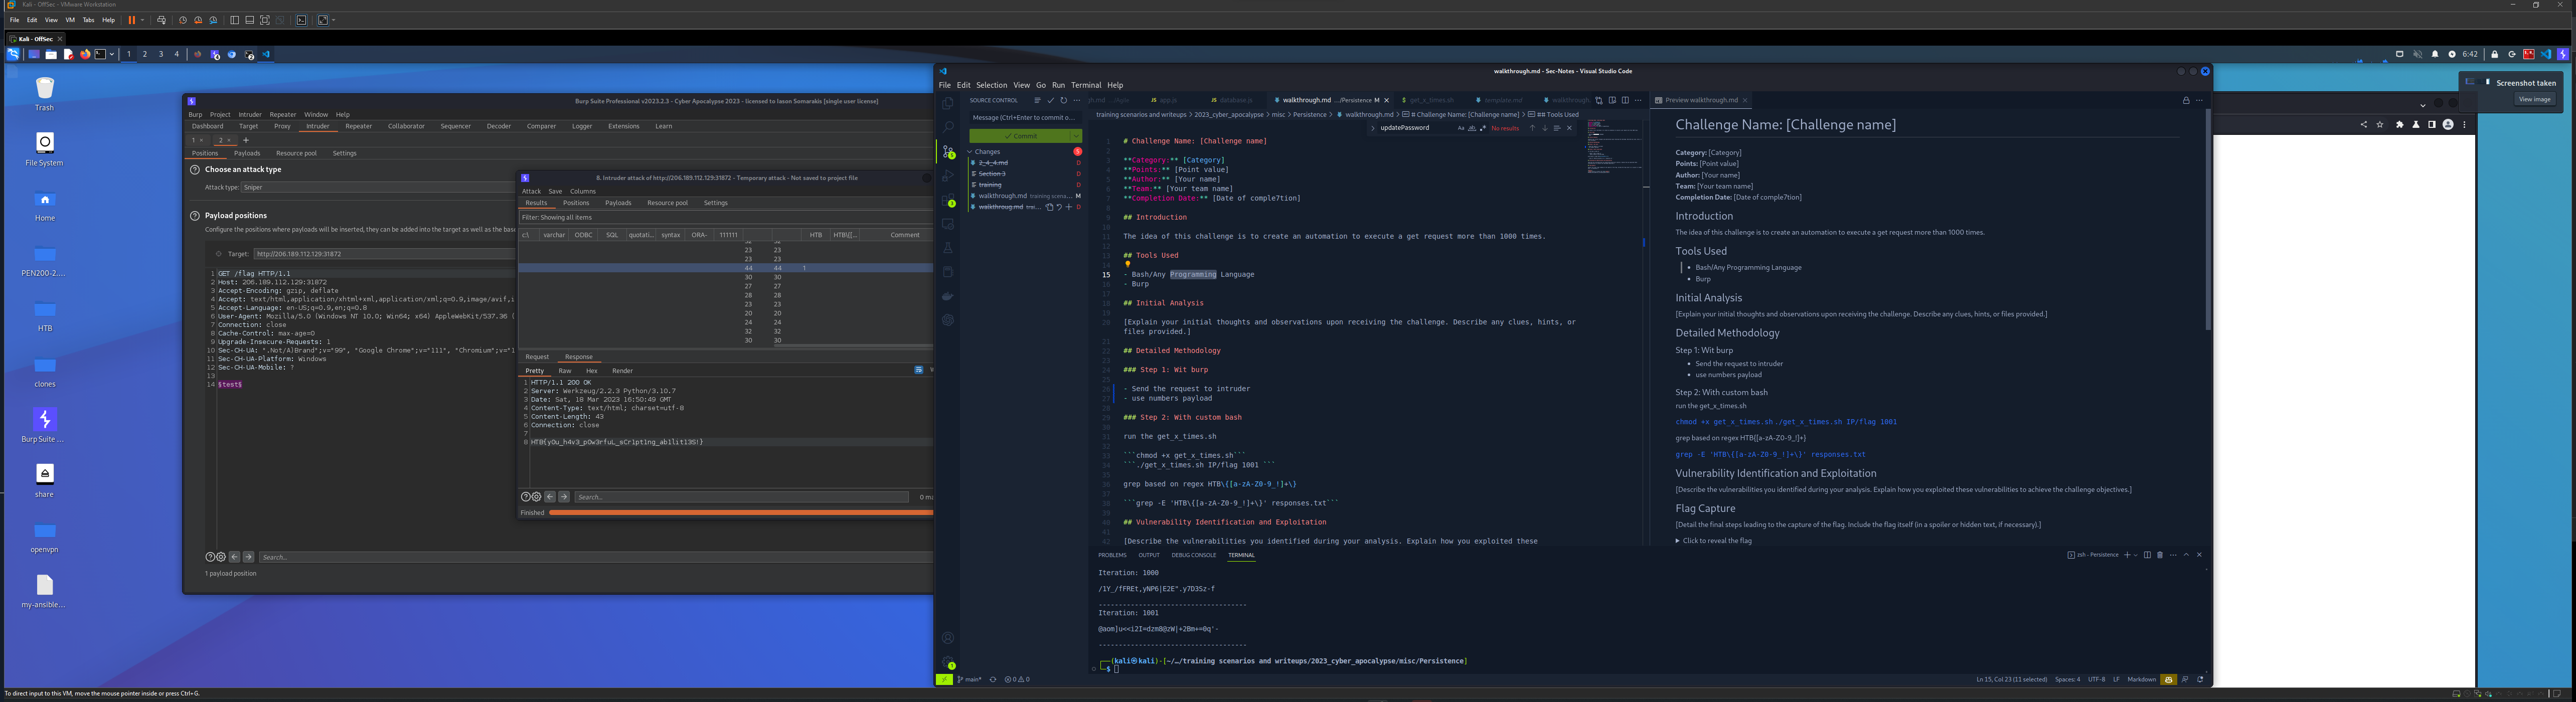 Kali - OffSec - VMware Workstation
File Edit View VM Tabs Help
Kali - OffSec
1 2 3 4
6:42
Trash
File System
Home
PEN200-2....
HTB
clones
Burp Suite ...
share
openvpn
my-ansible...
Burp Suite Professional v2023.2.3 - Cyber Apocalypse 2023 - licensed to Iason Samarakis [single user license]
Burp Project Intruder Repeater Window Help
Dashboard Target Proxy Intruder Repeater Collaborator Sequencer Decoder Comparer Logger Extensions Learn
1 × 2 × +
Positions Payloads Resource pool Settings
Choose an attack type
Attack type: Sniper
Payload positions
Configure the positions where payloads will be inserted, they can be added into the target as well as the base
Target: http://206.189.112.129:31872
1 GET /flag HTTP/1.1
2 Host: 206.189.112.129:31872
3 Accept-Encoding: gzip, deflate
4 Accept: text/html,application/xhtml+xml,application/xml;q=0.9,image/avif,i
5 Accept-Language: en-US;q=0.9,en;q=0.8
6 User-Agent: Mozilla/5.0 (Windows NT 10.0; Win64; x64) AppleWebKit/537.36 (
7 Connection: close
8 Cache-Control: max-age=0
9 Upgrade-Insecure-Requests: 1
10 Sec-CH-UA: ".Not/A)Brand";v="99", "Google Chrome";v="111", "Chromium";v="1
11 Sec-CH-UA-Platform: Windows
12 Sec-CH-UA-Mobile: ?
13
14 §test§
Search...
1 payload position
8. Intruder attack of http://206.189.112.129:31872 - Temporary attack - Not saved to project file
Attack Save Columns
Results Positions Payloads Resource pool Settings
Filter: Showing all items
c:\ varchar ODBC SQL quotati... syntax ORA- 111111 HTB HTB\{[... Comment
32 32
23 23
23 23
44 44 1
30 30
27 27
28 28
23 23
20 20
24 24
32 32
30 30
Request Response
Pretty Raw Hex Render
1 HTTP/1.1 200 OK
2 Server: Werkzeug/2.2.3 Python/3.10.7
3 Date: Sat, 18 Mar 2023 16:50:49 GMT
4 Content-Type: text/html; charset=utf-8
5 Content-Length: 43
6 Connection: close
7
8 HTB{y0u_h4v3_p0w3rfuL_sCr1pt1ng_ab1lit13S!}
Search...
0 ma
Finished
walkthrough.md - Sec-Notes - Visual Studio Code
File Edit Selection View Go Run Terminal Help
SOURCE CONTROL
Message (Ctrl+Enter to commit o...
Commit
Changes 5
2_4_4.md D
Section 3 D
training D
walkthrough.md training scena... M
walkthroug.md trai... D
app.js database.js walkthrough.md .../Persistence M get_x_times.sh template.md walkthrough.
training scenarios and writeups > 2023_cyber_apocalypse > misc > Persistence > walkthrough.md > # Challenge Name: [Challenge name] > ## Tools Used
updatePassword Aa No results
1 # Challenge Name: [Challenge name]
2
3 **Category:** [Category]
4 **Points:** [Point value]
5 **Author:** [Your name]
6 **Team:** [Your team name]
7 **Completion Date:** [Date of comple7tion]
8
9 ## Introduction
10
11 The idea of this challenge is to create an automation to execute a get request more than 1000 times.
12
13 ## Tools Used
14
15 - Bash/Any Programming Language
16 - Burp
17
18 ## Initial Analysis
19
20 [Explain your initial thoughts and observations upon receiving the challenge. Describe any clues, hints, or
files provided.]
21
22 ## Detailed Methodology
23
24 ### Step 1: Wit burp
25
26 - Send the request to intruder
27 - use numbers payload
28
29 ### Step 2: With custom bash
30
31 run the get_x_times.sh
32
33 ```chmod +x get_x_times.sh```
34 ```./get_x_times.sh IP/flag 1001 ```
35
36 grep based on regex HTB\{[a-zA-Z0-9_!]+\}
37
38 ```grep -E 'HTB\{[a-zA-Z0-9_!]+\}' responses.txt```
39
40 ## Vulnerability Identification and Exploitation
41
42 [Describe the vulnerabilities you identified during your analysis. Explain how you exploited these
Preview walkthrough.md
Challenge Name: [Challenge name]
Category: [Category]
Points: [Point value]
Author: [Your name]
Team: [Your team name]
Completion Date: [Date of comple7tion]
Introduction
The idea of this challenge is to create an automation to execute a get request more than 1000 times.
Tools Used
Bash/Any Programming Language
Burp
Initial Analysis
[Explain your initial thoughts and observations upon receiving the challenge. Describe any clues, hints, or files provided.]
Detailed Methodology
Step 1: Wit burp
Send the request to intruder
use numbers payload
Step 2: With custom bash
run the get_x_times.sh
chmod +x get_x_times.sh ./get_x_times.sh IP/flag 1001
grep based on regex HTB{[a-zA-Z0-9_!]+}
grep -E 'HTB\{[a-zA-Z0-9_!]+\}' responses.txt
Vulnerability Identification and Exploitation
[Describe the vulnerabilities you identified during your analysis. Explain how you exploited these vulnerabilities to achieve the challenge objectives.]
Flag Capture
[Detail the final steps leading to the capture of the flag. Include the flag itself (in a spoiler or hidden text, if necessary).]
Click to reveal the flag
PROBLEMS OUTPUT DEBUG CONSOLE TERMINAL
zsh - Persistence
Iteration: 1000
/1Y_/fFREt,yNP6|E2E".y7D3Sz-f
-------------------------------------
Iteration: 1001
@aom]u<<i2I=dzmB@zW|+2Bm+=0q'-
-------------------------------------
(kali㉿kali)-[~/…/training scenarios and writeups/2023_cyber_apocalypse/misc/Persistence]
$
main* 0 0
Ln 15, Col 23 (11 selected) Spaces: 4 UTF-8 LF Markdown
Screenshot taken
View image
To direct input to this VM, move the mouse pointer inside or press Ctrl+G.